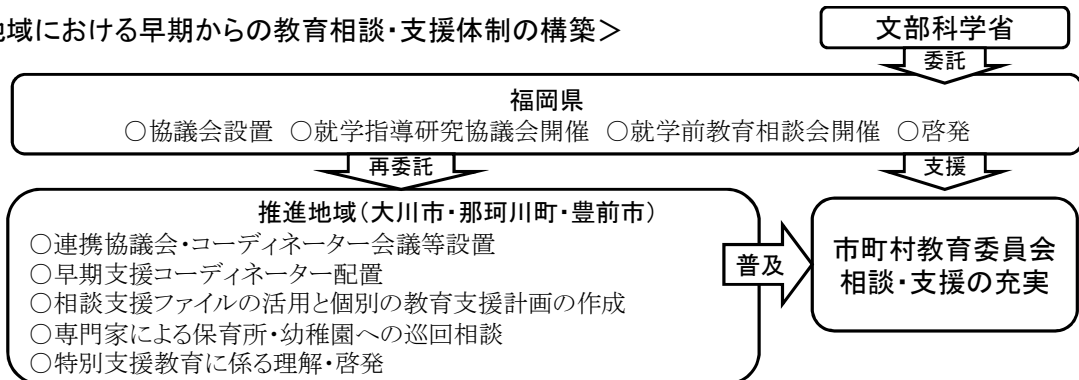 地域における早期からの教育相談・支援体制の構築＞
文部科学省
委託
福岡県
○協議会設置 ○就学指導研究協議会開催 ○就学前教育相談会開催 ○啓発
再委託
支援
推進地域（大川市・那珂川町・豊前市）
○連携協議会・コーディネーター会議等設置
○早期支援コーディネーター配置
○相談支援ファイルの活用と個別の教育支援計画の作成
○専門家による保育所・幼稚園への巡回相談
○特別支援教育に係る理解・啓発
普及
市町村教育委員会
相談・支援の充実